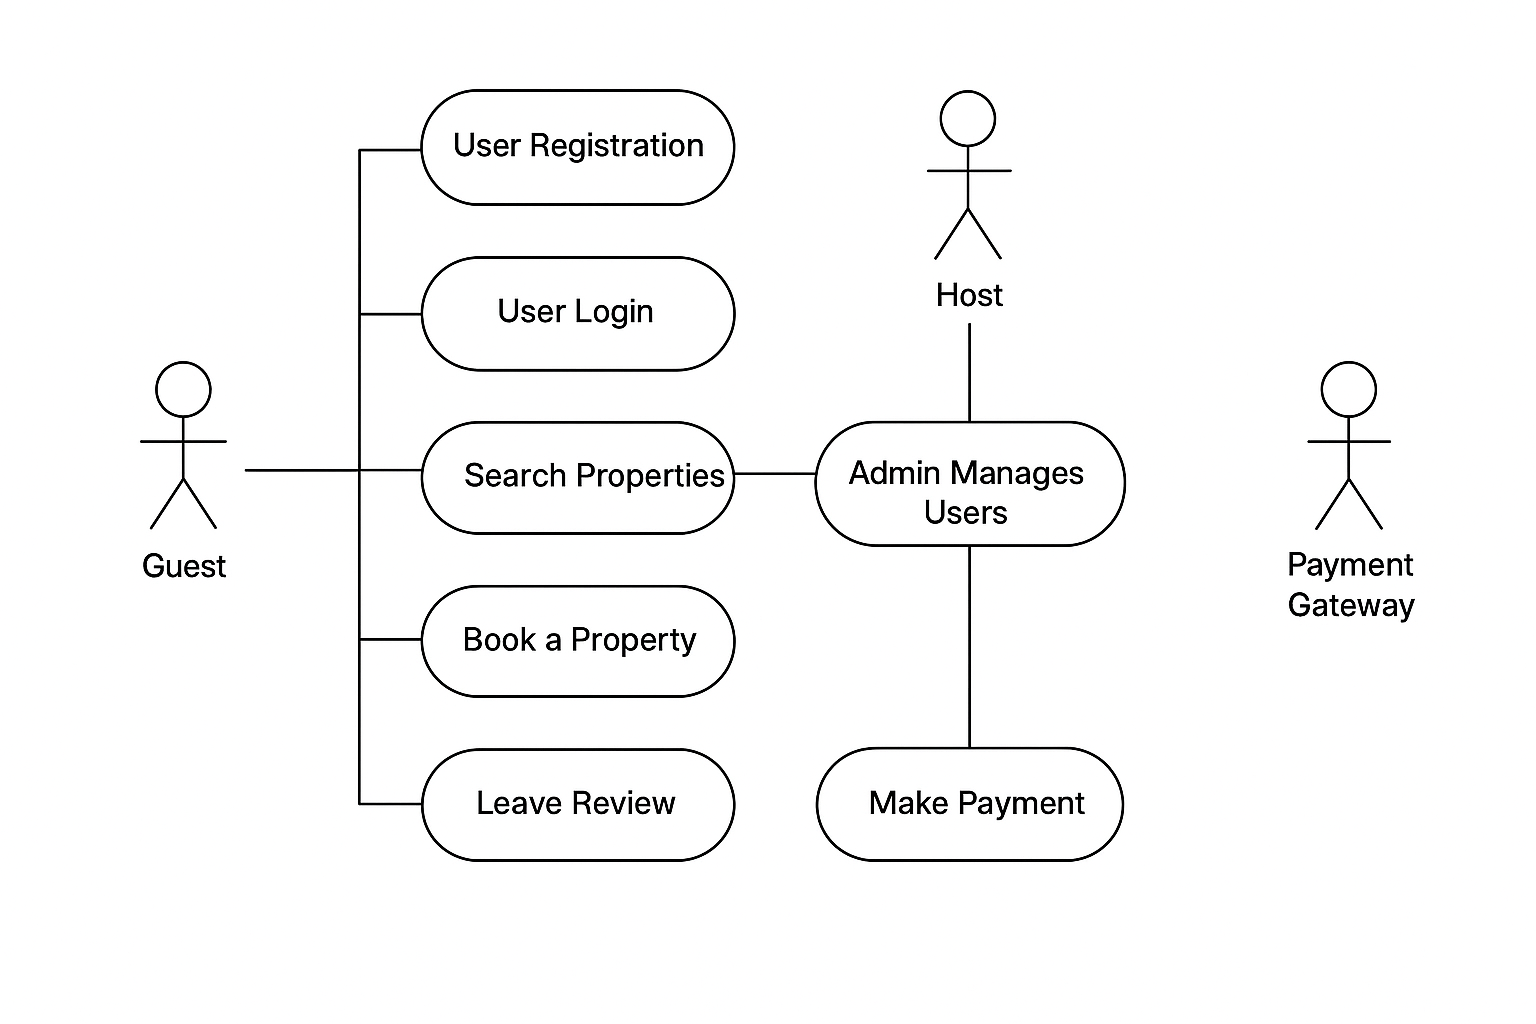 User Registration
User Login
Search Properties
Book a Property
Leave Review
Guest
Host
Admin Manages
Users
Make Payment
Payment
Gateway